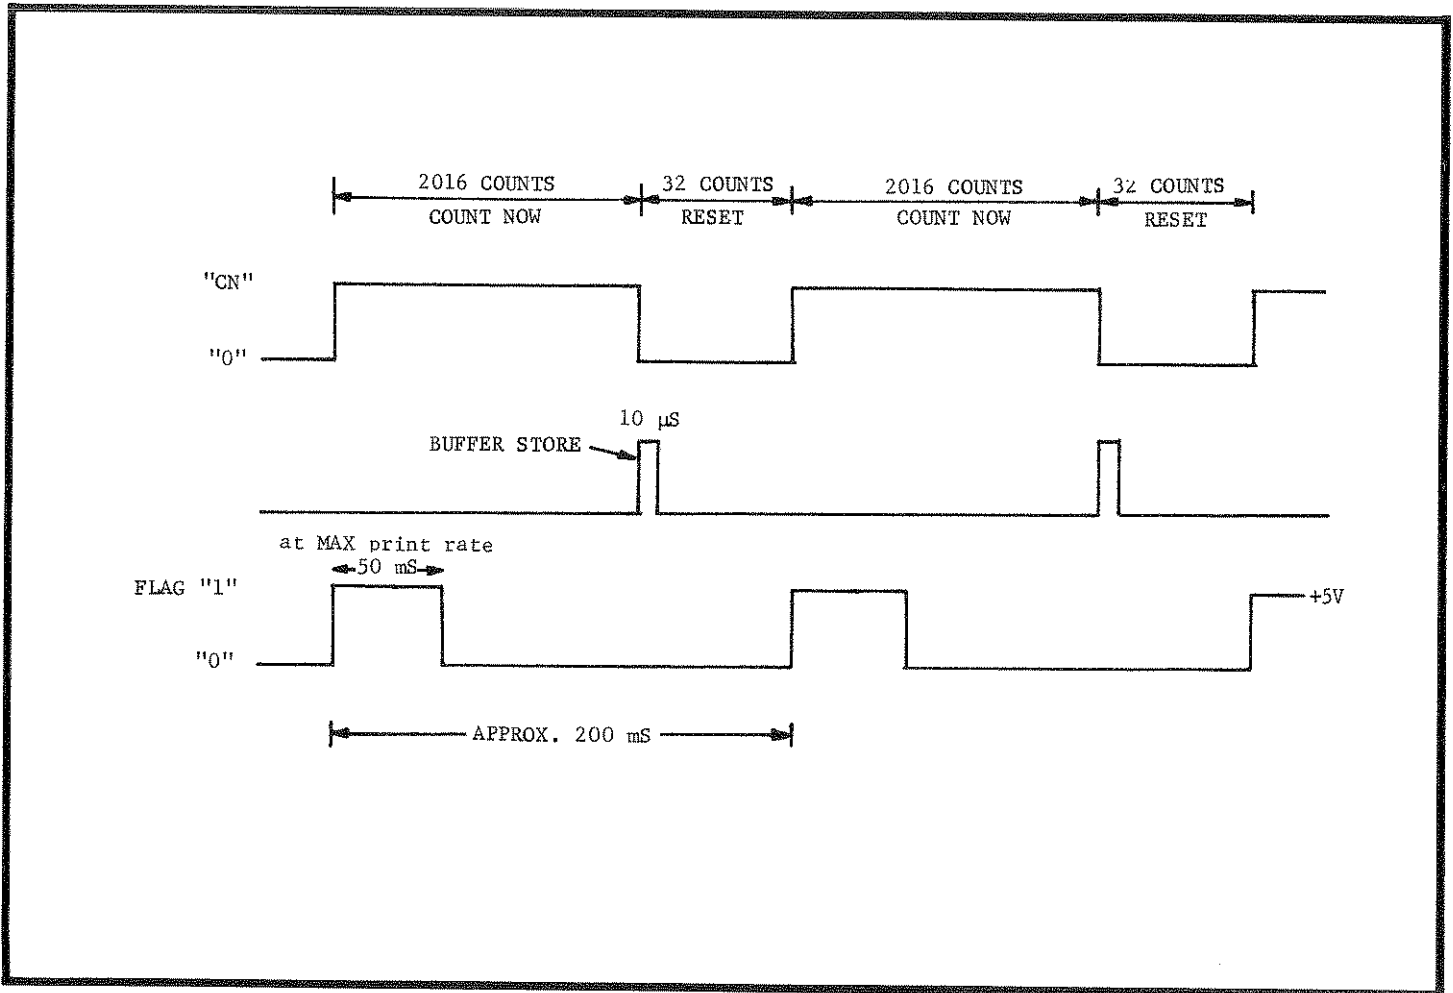 2016 COUNTS 32 COUNTS 2016 COUNTS 32 COUNTS
COUNT NOW RESET COUNT NOW RESET
"CN"
"0"
10 µS
BUFFER STORE
at MAX print rate
50 mS
FLAG "1" +5V
"0"
APPROX. 200 mS